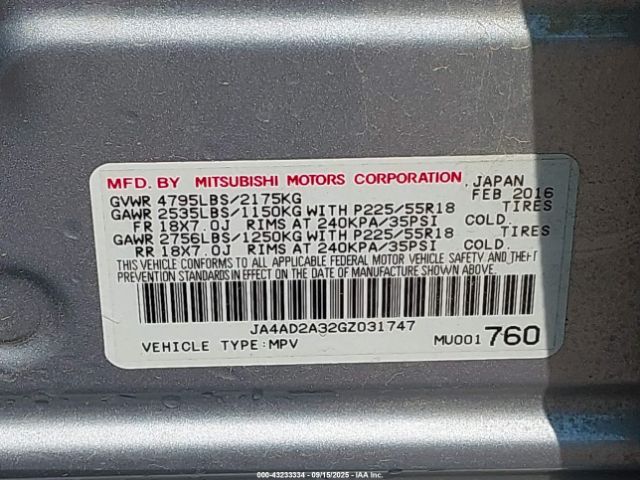 MFD. BY MITSUBISHI MOTORS CORPORATION, JAPAN
GVWR 4795LBS/2175KG FEB 2016
GAWR 2535LBS/1150KG WITH P225/55R18 TIRES
FR 18X7.0J RIMS AT 240KPA/35PSI COLD.
GAWR 2756LBS/1250KG WITH P225/55R18 TIRES
RR 18X7.0J RIMS AT 240KPA/35PSI COLD.
THIS VEHICLE CONFORMS TO ALL APPLICABLE FEDERAL MOTOR VEHICLE SAFETY AND THEFT
PREVENTION STANDARDS IN EFFECT ON THE DATE OF MANUFACTURE SHOWN ABOVE.
JA4AD2A32GZ031747
VEHICLE TYPE:MPV MU001 760
000-43233334 - 09/15/2025 - IAA Inc.